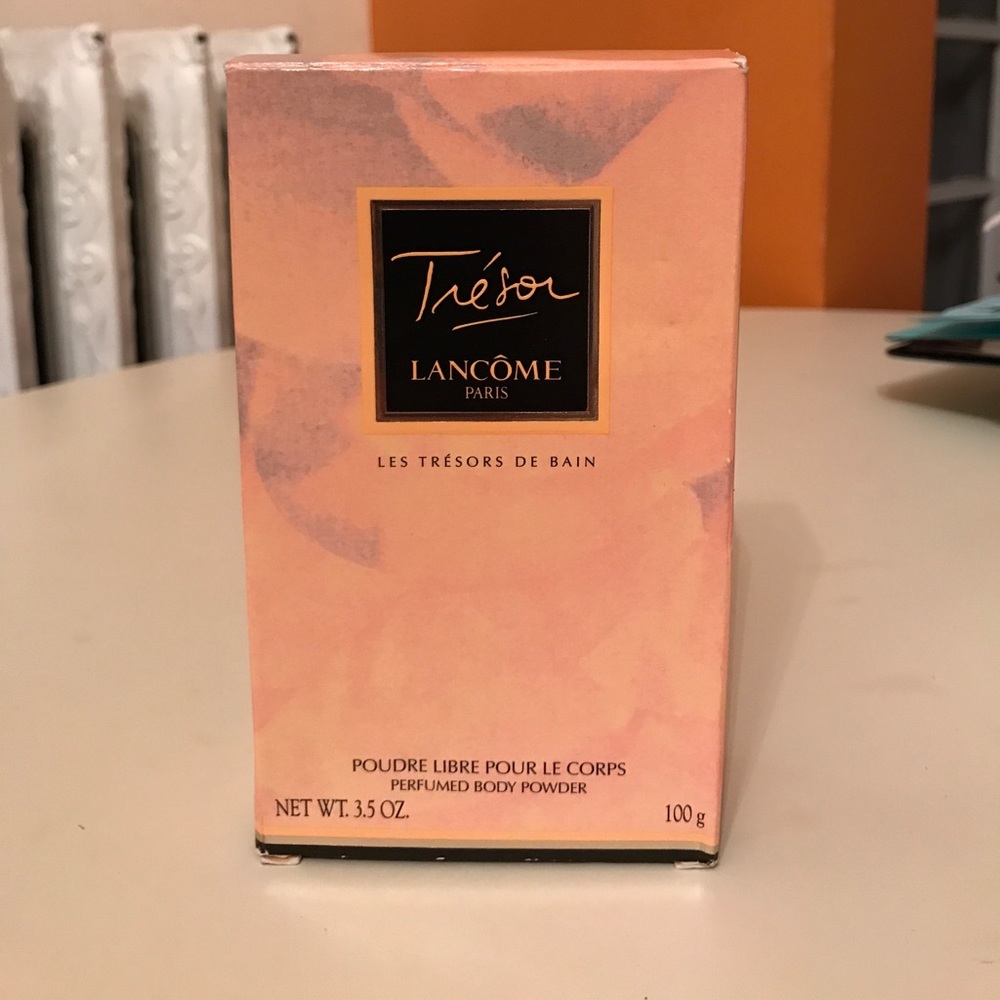 Trésor
LANCÔME
PARIS
LES TRÉSORS DE BAIN
POUDRE LIBRE POUR LE CORPS
PERFUMED BODY POWDER
NET WT. 3.5 OZ. 100 g